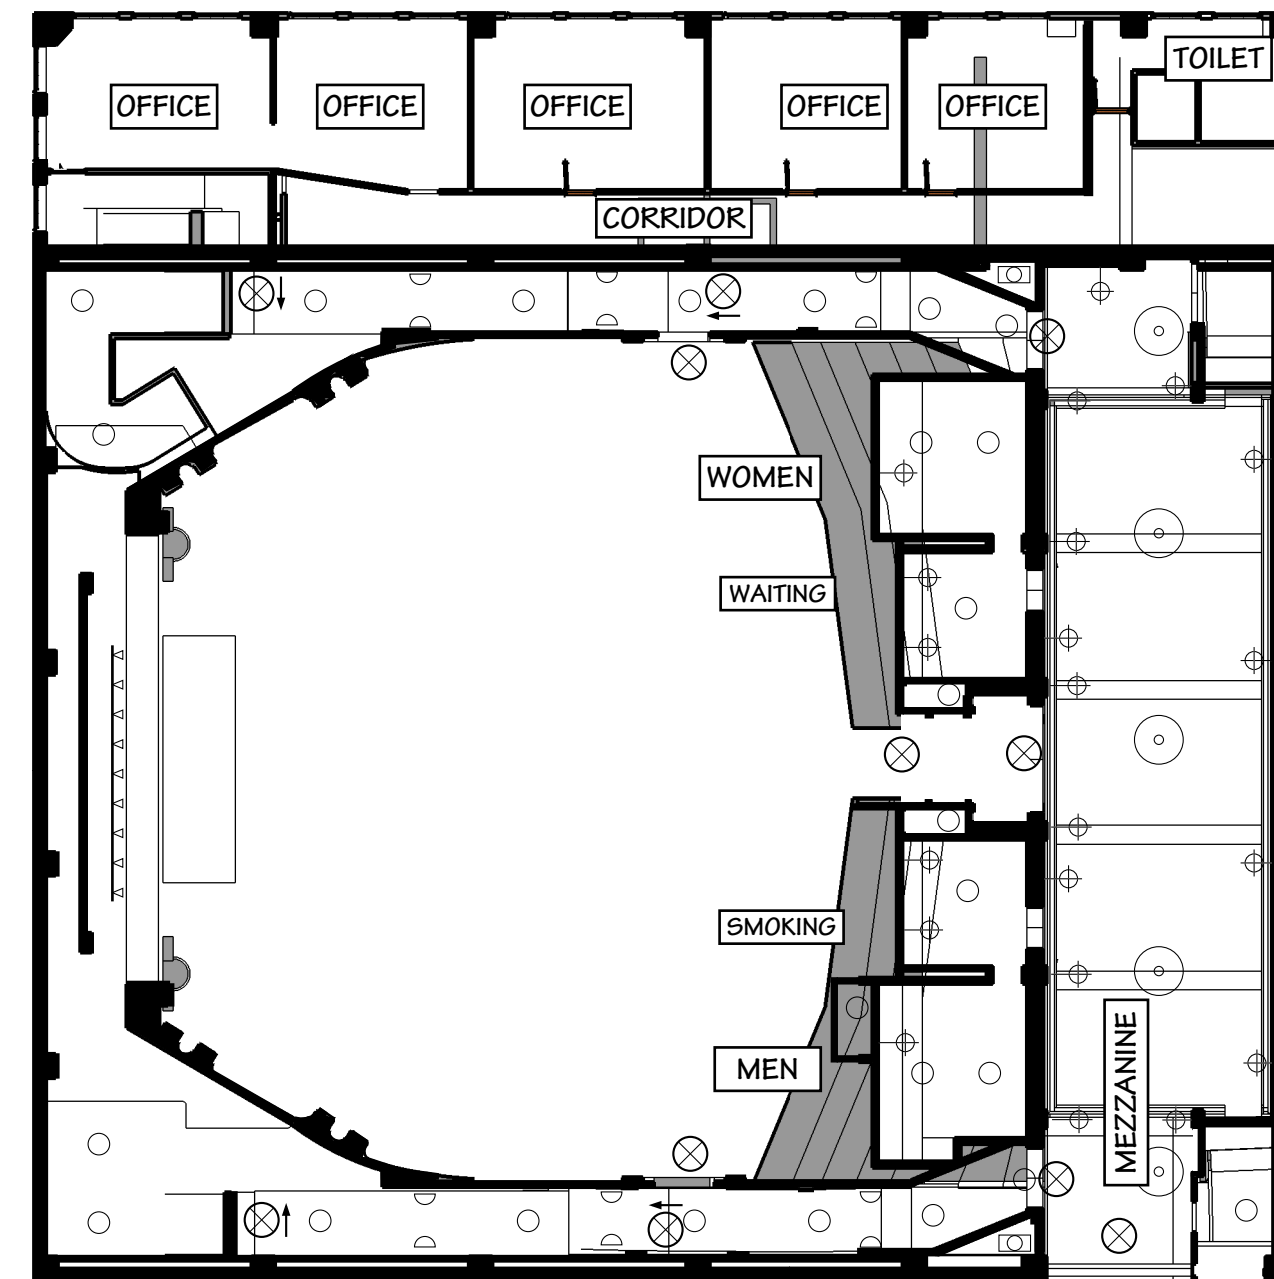 TOILET
OFFICE
OFFICE
OFFICE
OFFICE
OFFICE
CORRIDOR
WOMEN
WAITING
SMOKING
MEN
MEZZANINE